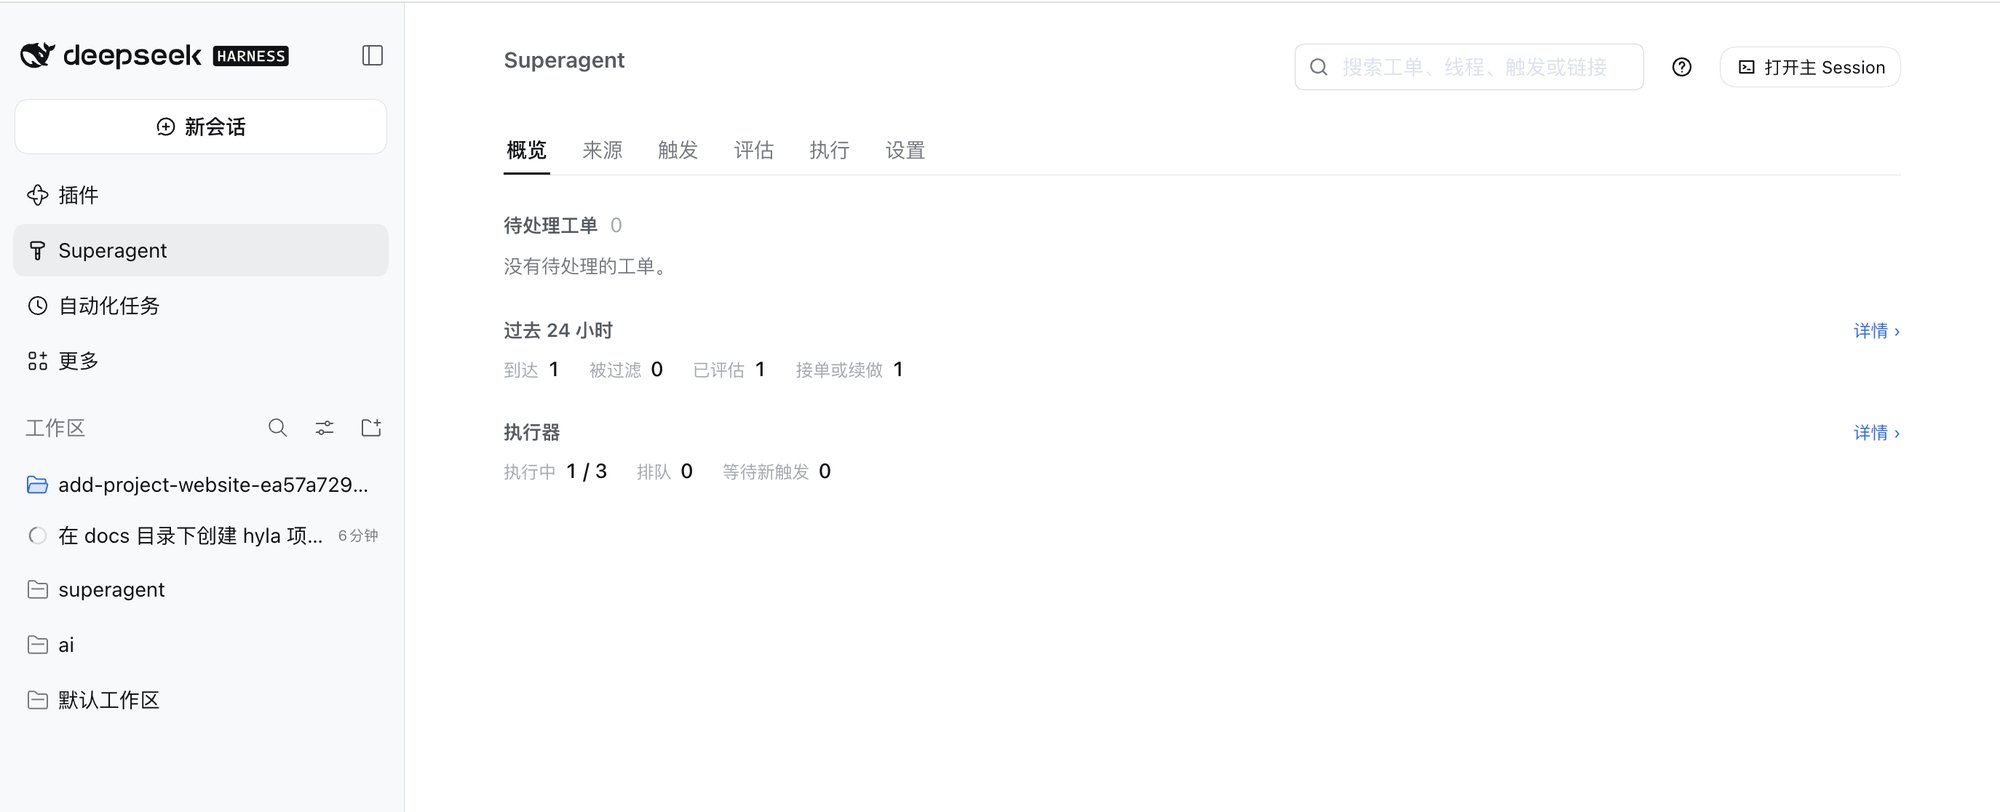 deepseek HARNESS
新会话
插件
Superagent
自动化任务
更多
工作区
add-project-website-ea57a729...
在 docs 目录下创建 hyla 项... 6 分钟
superagent
ai
默认工作区
Superagent
搜索工单、线程、触发或链接
打开主 Session
概览 来源 触发 评估 执行 设置
待处理工单 0
没有待处理的工单。
过去 24 小时 详情 ›
到达 1 被过滤 0 已评估 1 接单或续做 1
执行器 详情 ›
执行中 1 / 3 排队 0 等待新触发 0